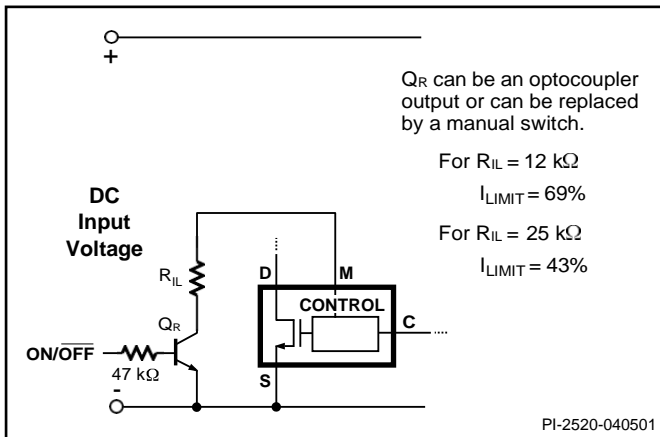 +
QR can be an optocoupler
output or can be replaced
by a manual switch.
For RIL = 12 kΩ
ILIMIT = 69%
For RIL = 25 kΩ
ILIMIT = 43%
DC
Input
Voltage
RIL
D
M
CONTROL
C
QR
ON/OFF
47 kΩ
S
-
PI-2520-040501